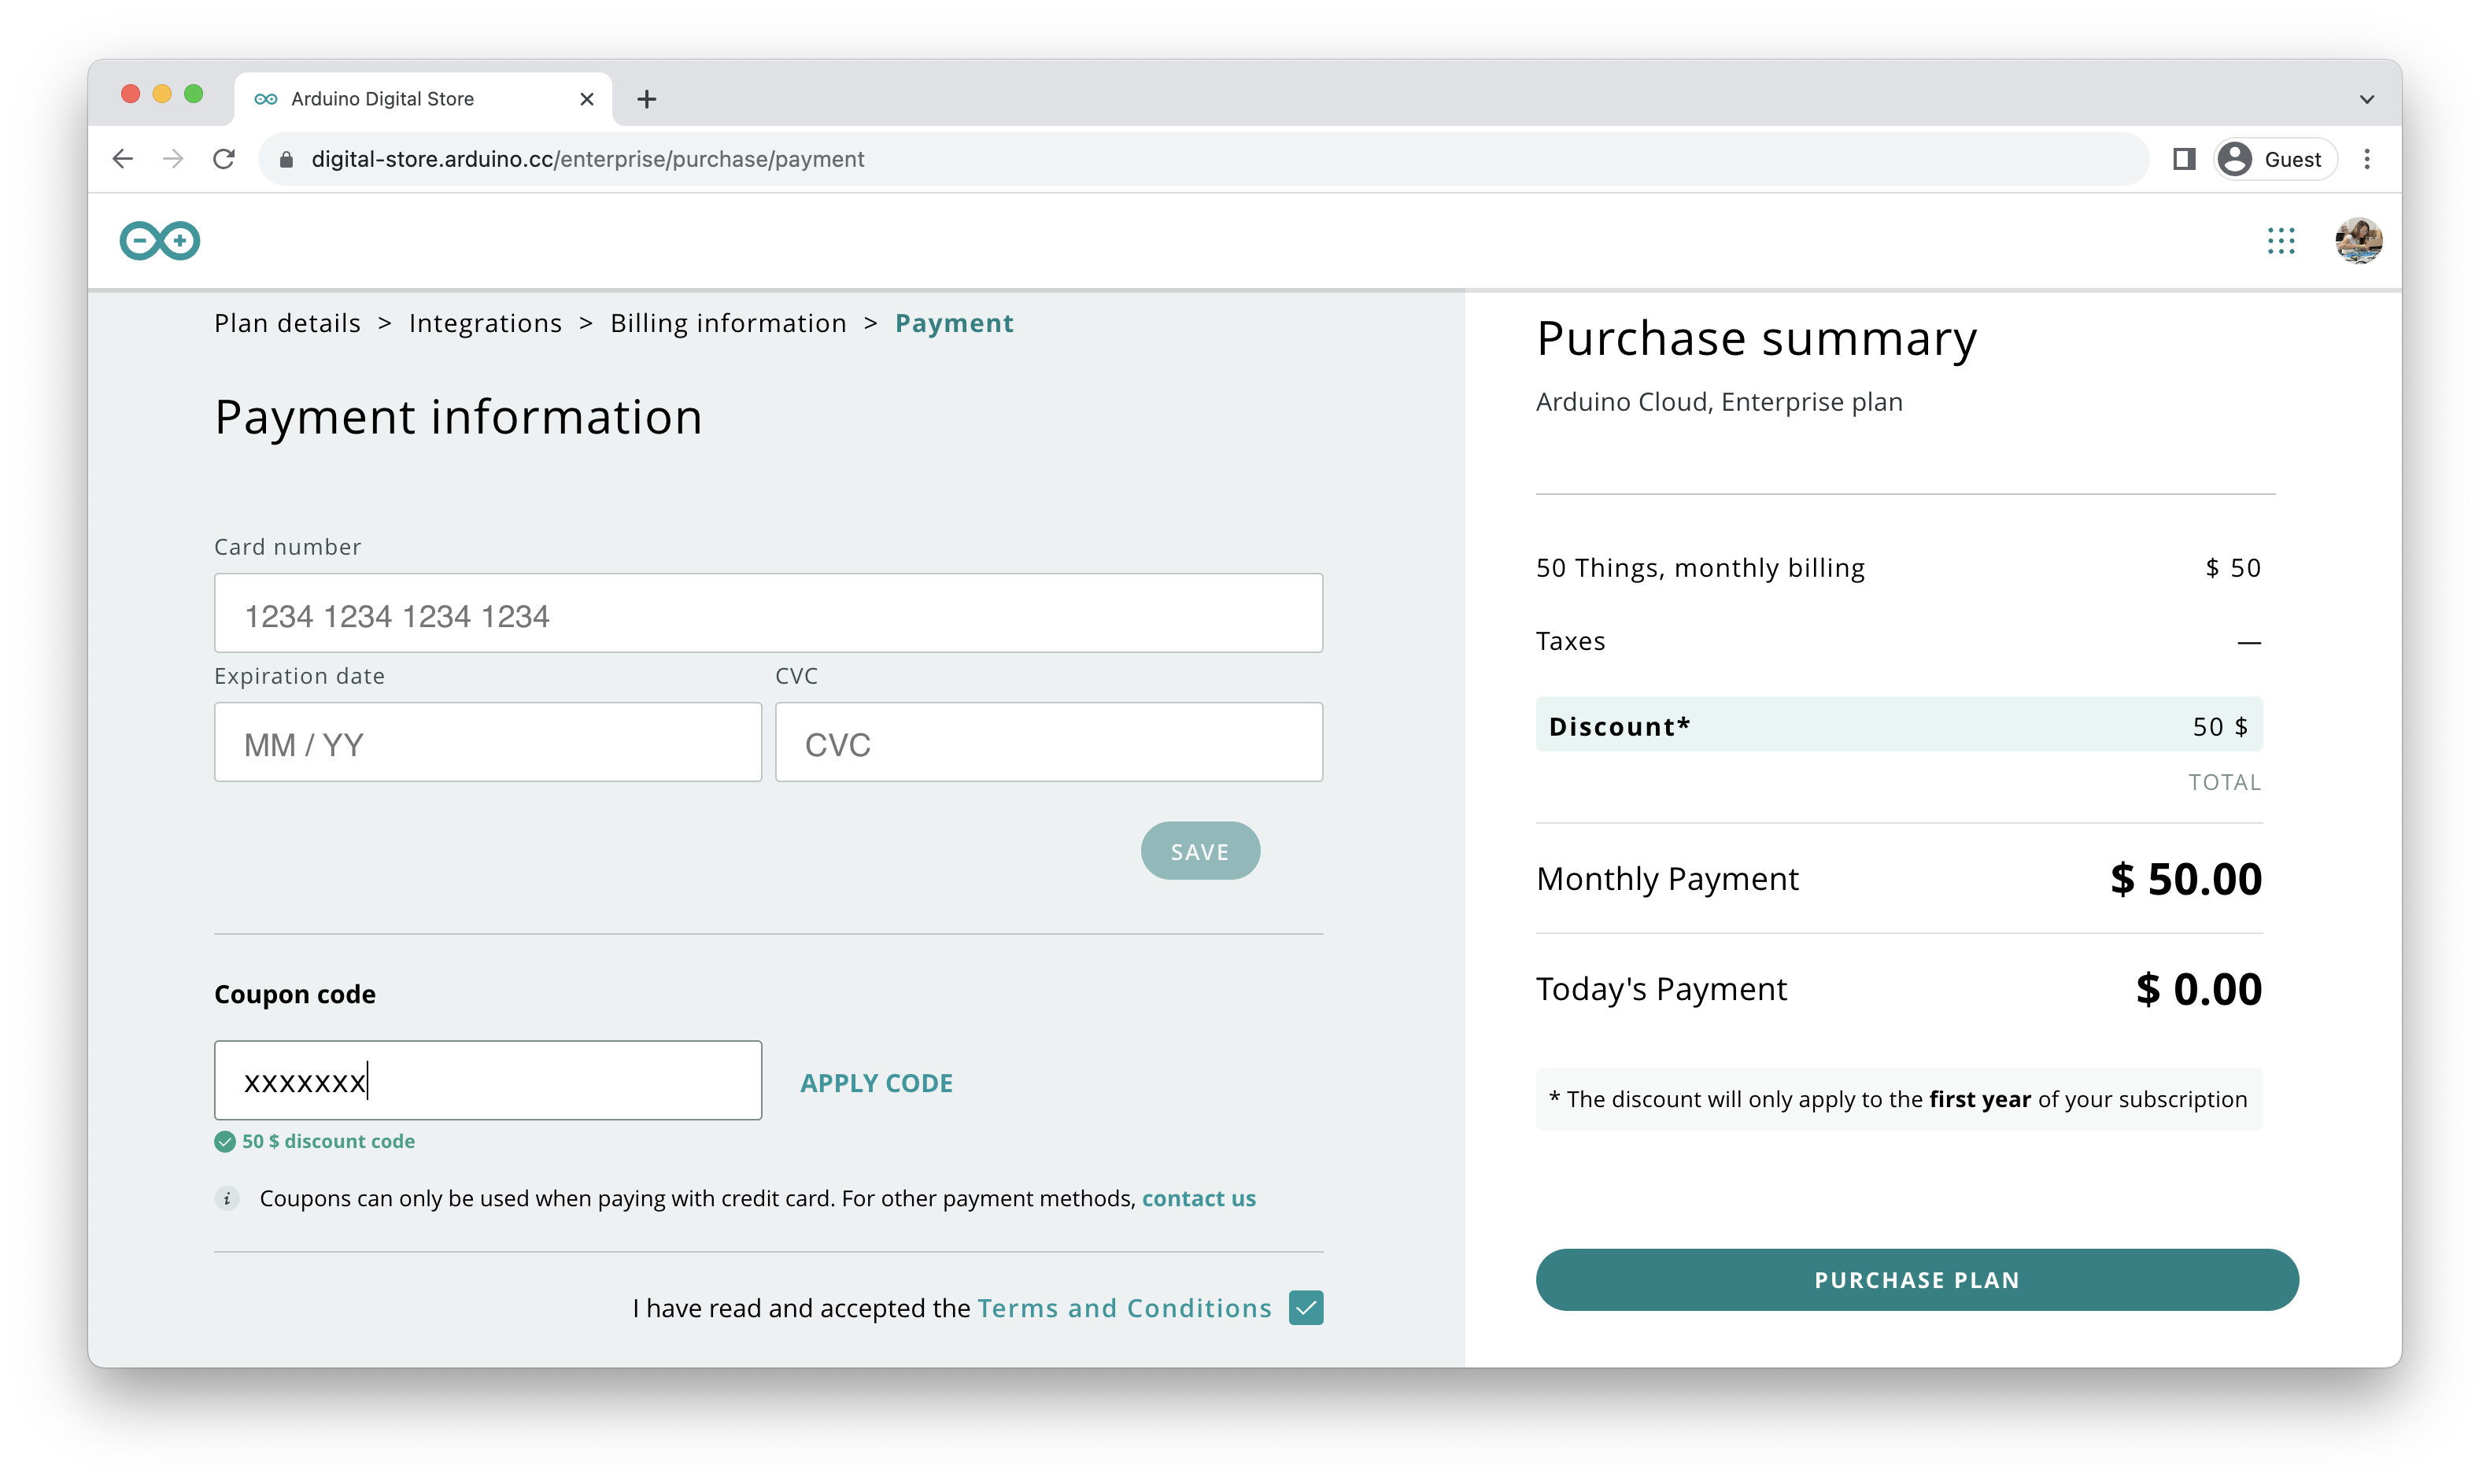 Arduino Digital Store
digital-store.arduino.cc/enterprise/purchase/payment
Guest
Plan details > Integrations > Billing information > Payment
Payment information
Card number
1234 1234 1234 1234
Expiration date
CVC
MM / YY
CVC
SAVE
Coupon code
xxxxxxx
APPLY CODE
50 $ discount code
Coupons can only be used when paying with credit card. For other payment methods, contact us
I have read and accepted the Terms and Conditions
Purchase summary
Arduino Cloud, Enterprise plan
50 Things, monthly billing $ 50
Taxes —
Discount* 50 $
TOTAL
Monthly Payment $ 50.00
Today's Payment $ 0.00
* The discount will only apply to the first year of your subscription
PURCHASE PLAN